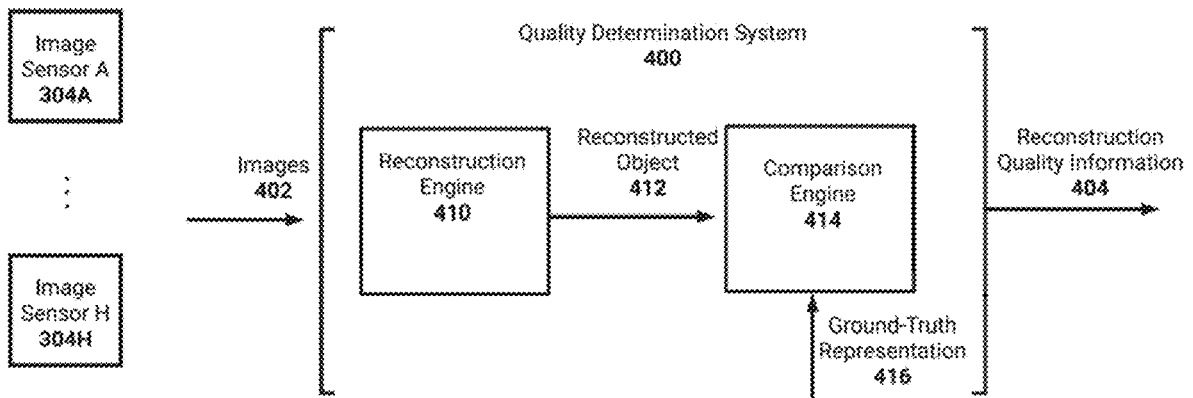 Image
Sensor A
304A
Image
Sensor H
304H
Images
402
Quality Determination System
400
Reconstruction
Engine
410
Reconstructed
Object
412
Comparison
Engine
414
Ground-Truth
Representation
416
Reconstruction
Quality Information
404